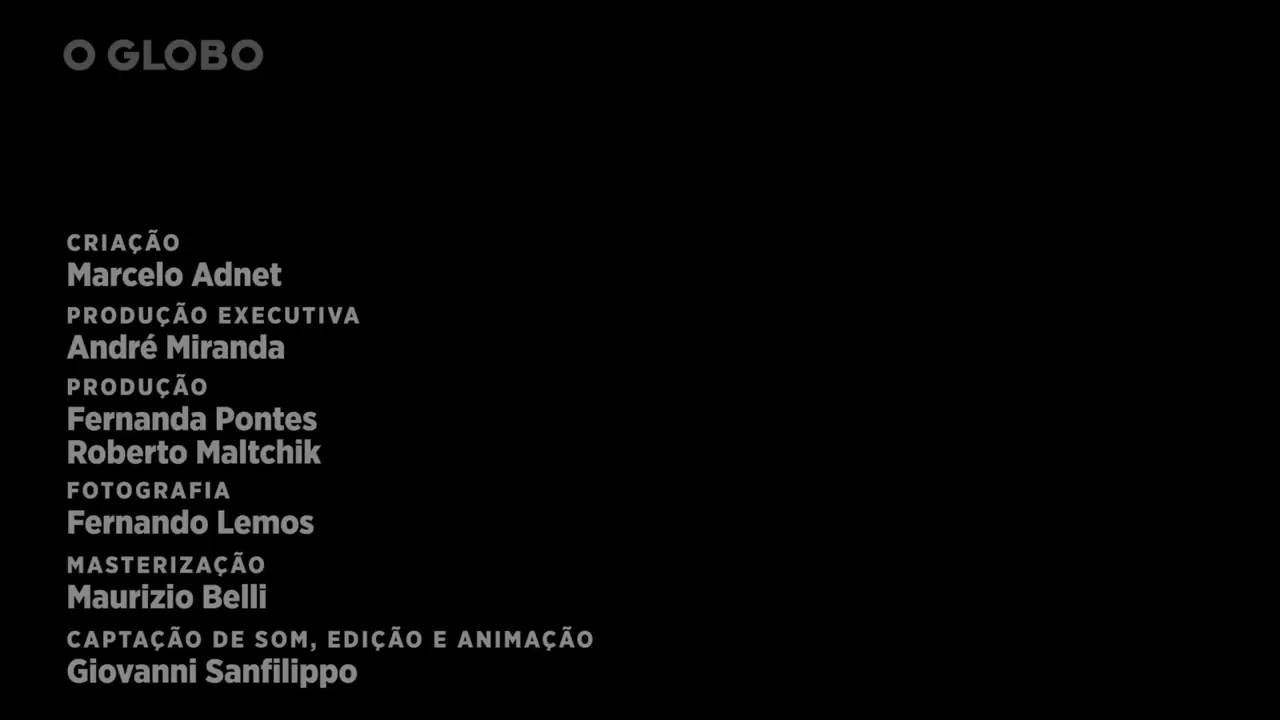 O GLOBO
CRIAÇÃO
Marcelo Adnet
PRODUÇÃO EXECUTIVA
André Miranda
PRODUÇÃO
Fernanda Pontes
Roberto Maltchik
FOTOGRAFIA
Fernando Lemos
MASTERIZAÇÃO
Maurizio Belli
CAPTAÇÃO DE SOM, EDIÇÃO E ANIMAÇÃO
Giovanni Sanfilippo